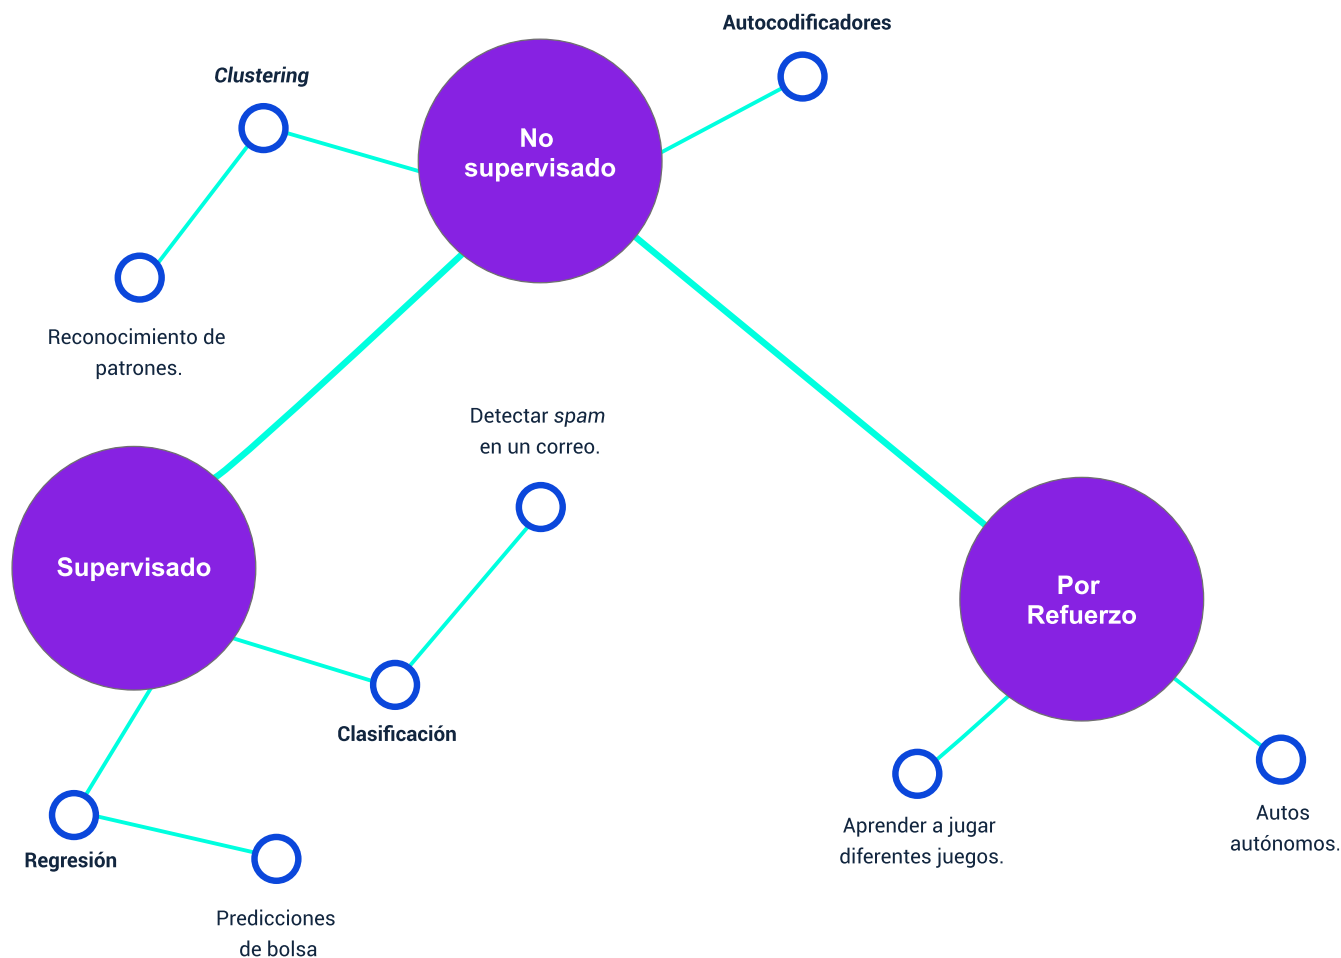 Autocodificadores
Clustering
No
supervisado
Reconocimiento de
patrones.
Detectar spam
en un correo.
Supervisado
Por
Refuerzo
Clasificación
Aprender a jugar
diferentes juegos.
Autos
autónomos.
Regresión
Predicciones
de bolsa